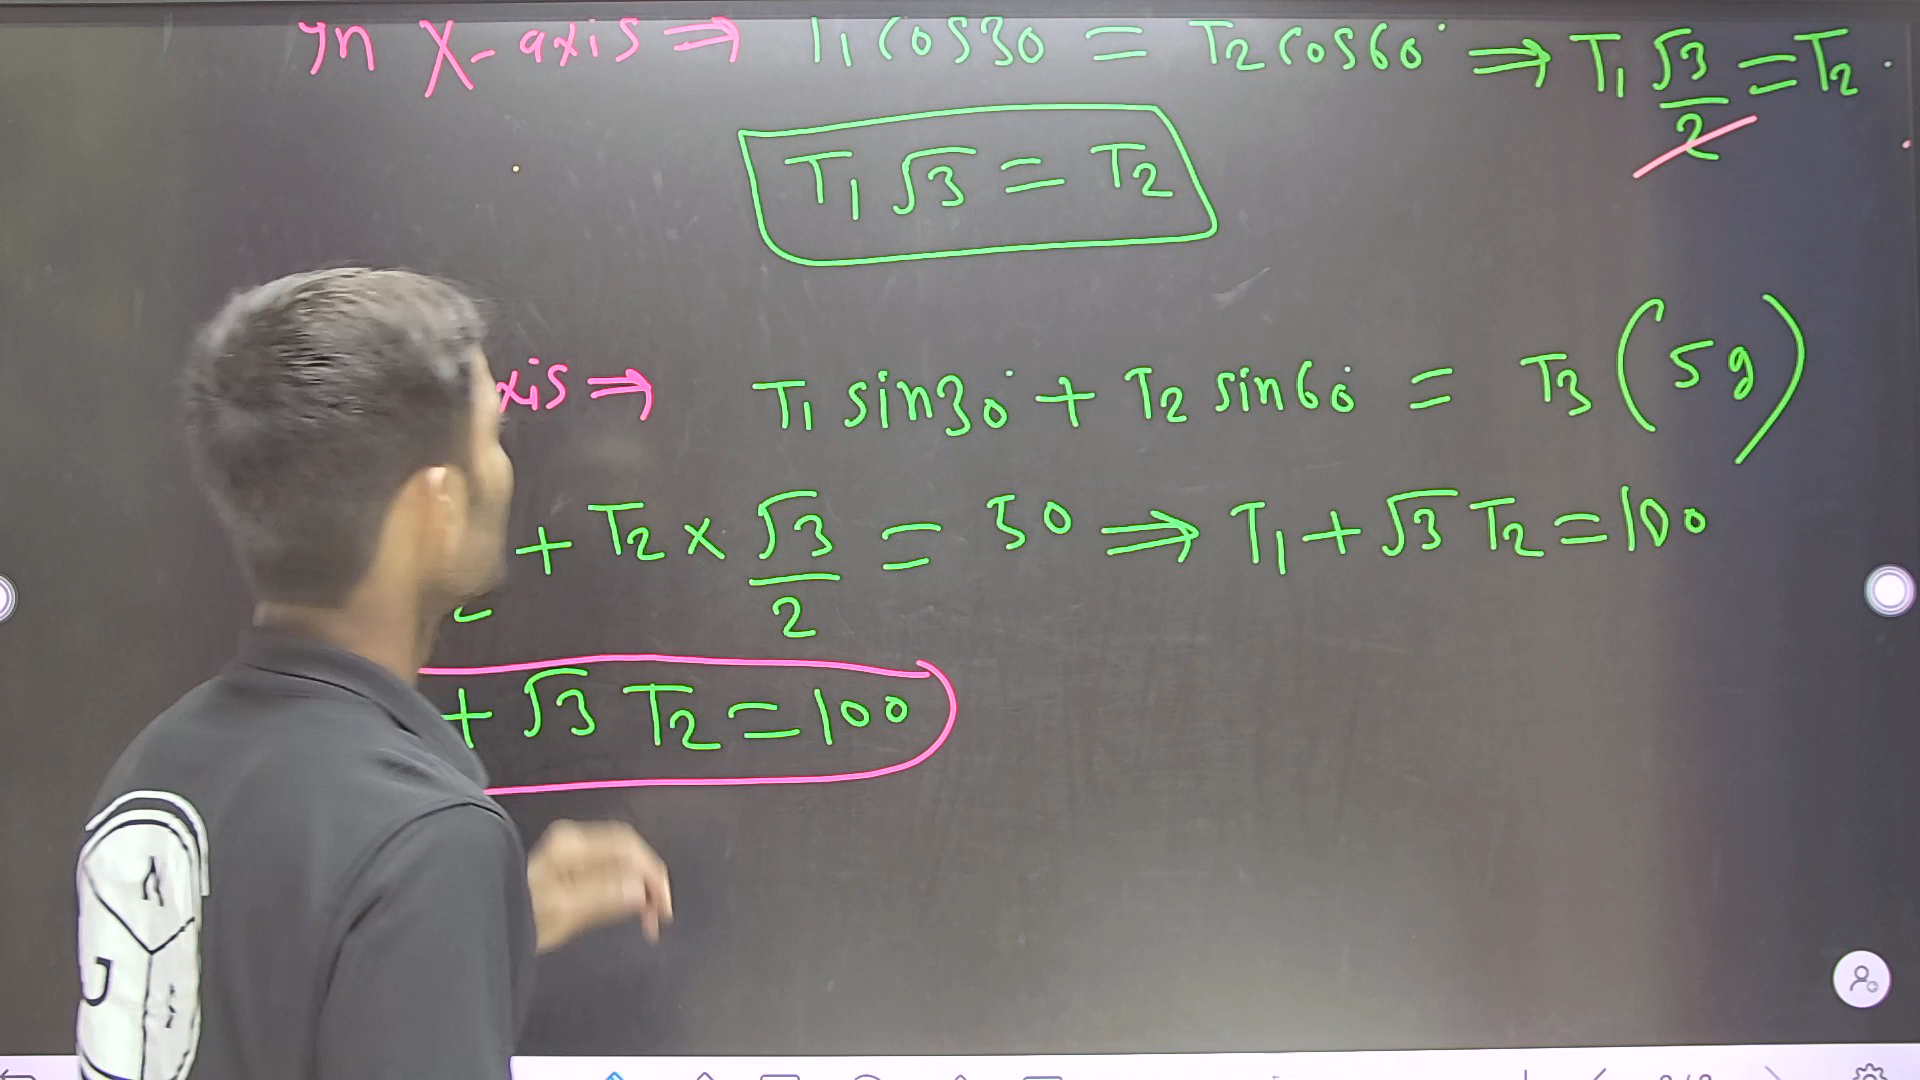 In X-axis ⇒ T₁ cos30 = T₂ cos60° ⇒ T₁ √3/2 = T₂
T₁ √3 = T₂
xis ⇒ T₁ sin30° + T₂ sin60° = T₃ (5g)
+ T₂ × √3/2 = 50 ⇒ T₁ + √3 T₂ = 100
+ √3 T₂ = 100